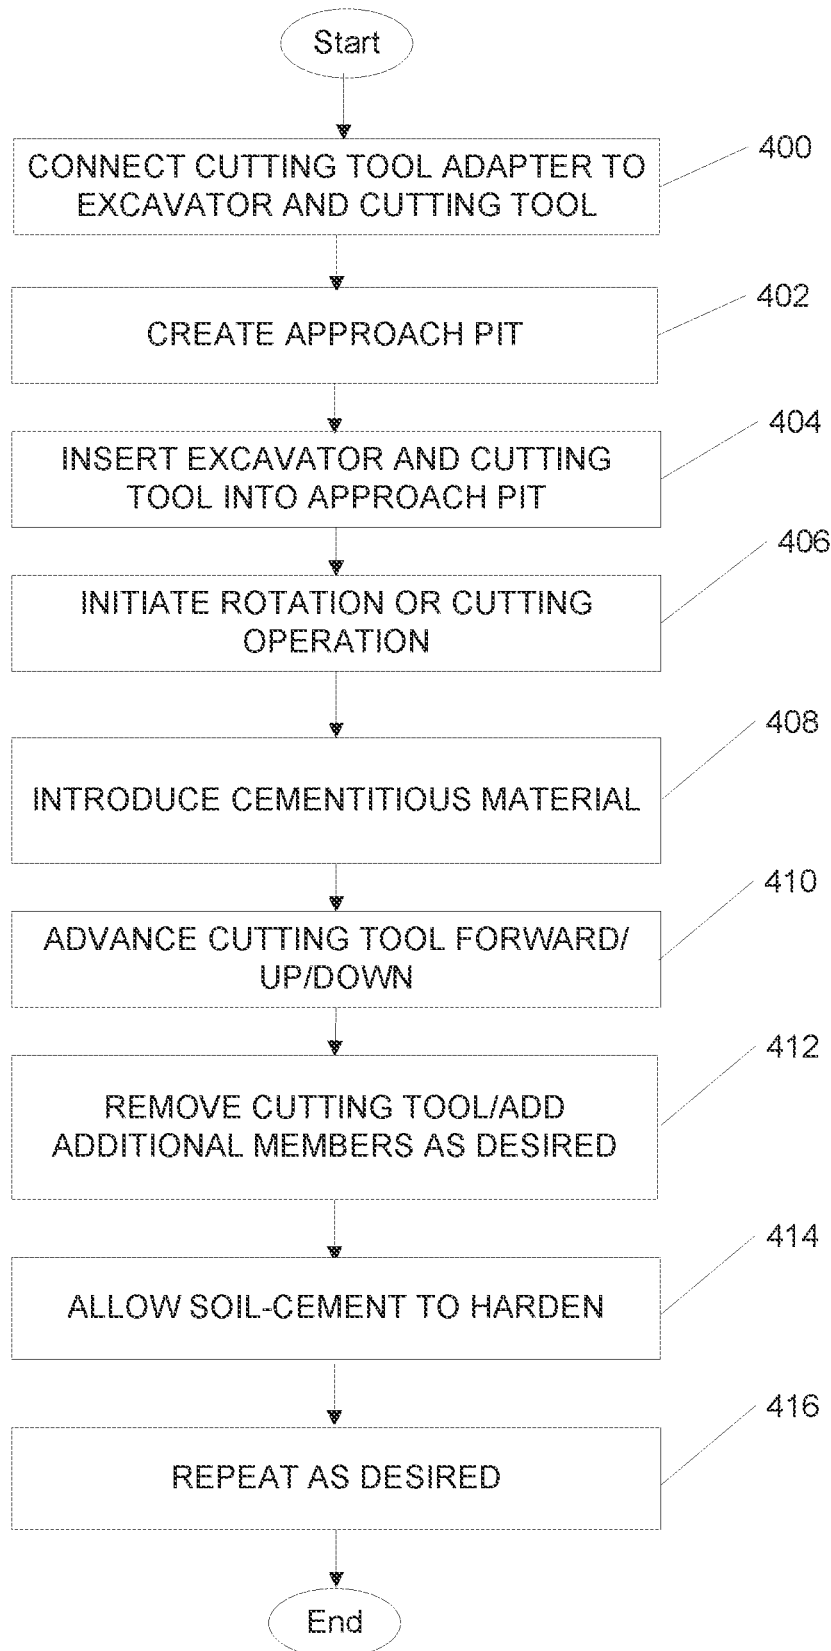 Start
CONNECT CUTTING TOOL ADAPTER TO
EXCAVATOR AND CUTTING TOOL
400
CREATE APPROACH PIT
402
INSERT EXCAVATOR AND CUTTING
TOOL INTO APPROACH PIT
404
INITIATE ROTATION OR CUTTING
OPERATION
406
INTRODUCE CEMENTITIOUS MATERIAL
408
ADVANCE CUTTING TOOL FORWARD/
UP/DOWN
410
REMOVE CUTTING TOOL/ADD
ADDITIONAL MEMBERS AS DESIRED
412
ALLOW SOIL-CEMENT TO HARDEN
414
REPEAT AS DESIRED
416
End